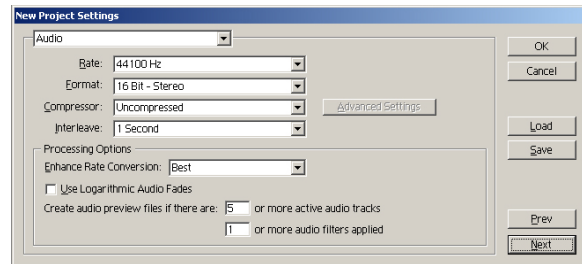 New Project Settings
Audio
OK
Rate: 44100 Hz
Cancel
Format: 16 Bit - Stereo
Compressor: Uncompressed
Advanced Settings
Interleave: 1 Second
Load
Processing Options
Save
Enhance Rate Conversion: Best
Use Logarithmic Audio Fades
Create audio preview files if there are: 5 or more active audio tracks
Prev
1 or more audio filters applied
Next